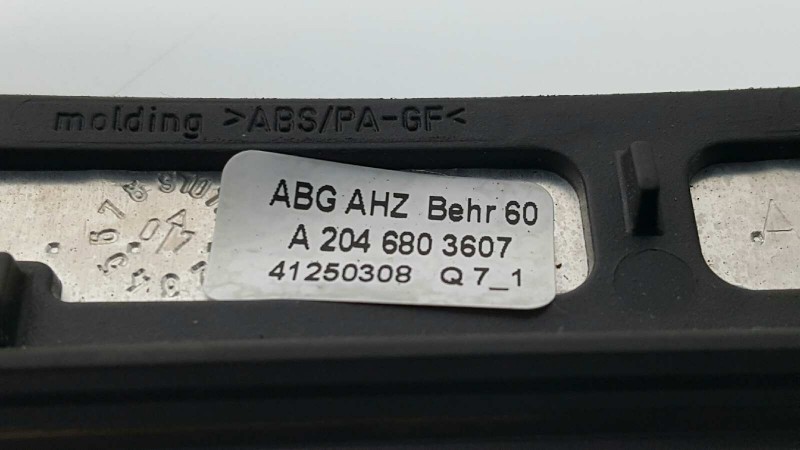 molding >ABS/PA-GF<
ABG AHZ Behr 60
A 204 680 3607
41250308 Q 7_1